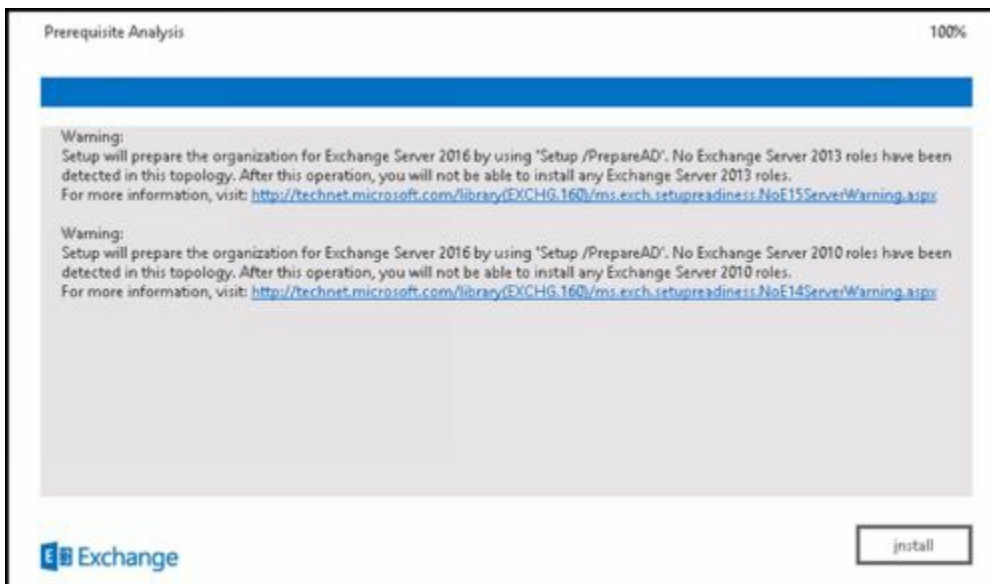 Prerequisite Analysis 100%
Warning:
Setup will prepare the organization for Exchange Server 2016 by using 'Setup /PrepareAD'. No Exchange Server 2013 roles have been
detected in this topology. After this operation, you will not be able to install any Exchange Server 2013 roles.
For more information, visit: http://technet.microsoft.com/library(EXCHG.160)/ms.exch.setupreadiness.NoE15ServerWarning.aspx
Warning:
Setup will prepare the organization for Exchange Server 2016 by using 'Setup /PrepareAD'. No Exchange Server 2010 roles have been
detected in this topology. After this operation, you will not be able to install any Exchange Server 2010 roles.
For more information, visit: http://technet.microsoft.com/library(EXCHG.160)/ms.exch.setupreadiness.NoE14ServerWarning.aspx
E Exchange
install